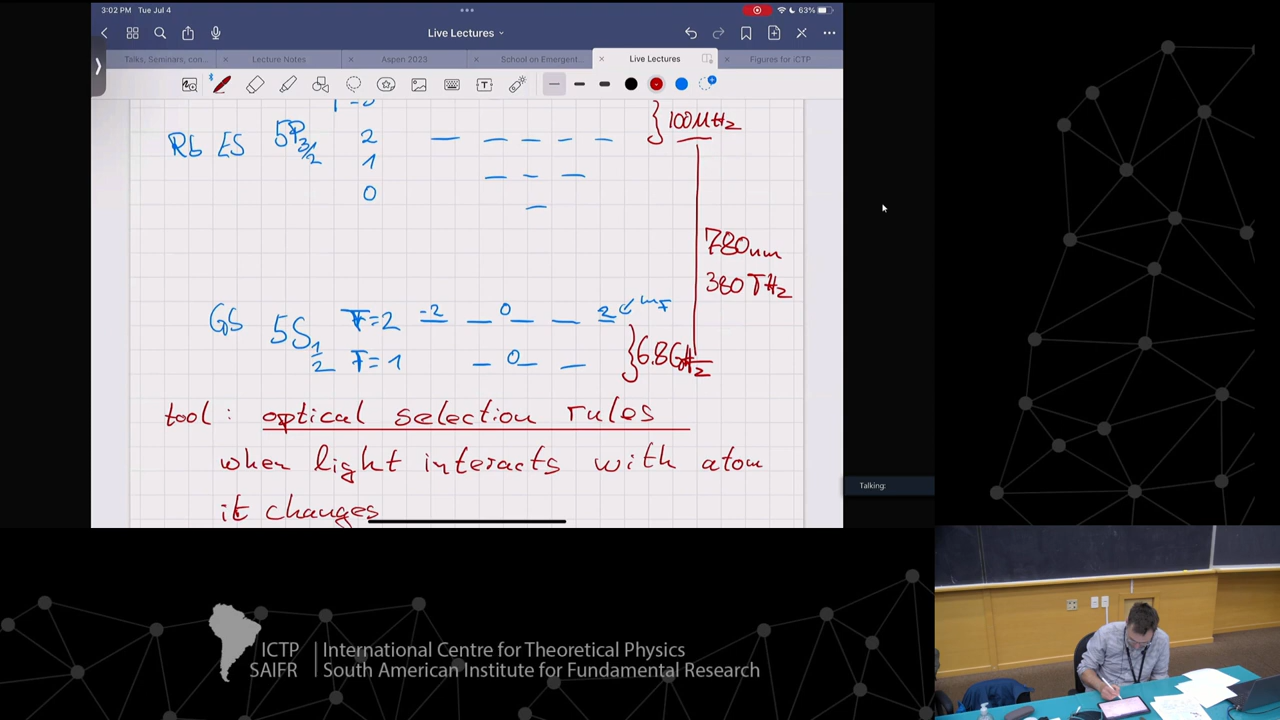 3:02 PM Tue Jul 4
63%
Live Lectures
Talks, Seminars, con...
Lecture Notes
Aspen 2023
School on Emergent...
Live Lectures
Figures for iCTP
} 100MHz
Rb ES 5P3/2 2
1
0
780nm
380THz
GS 5S1/2 F=2 -2 0 2 mF
F=1 0 } 6.8GHz
tool: optical selection rules
when light interacts with atom
it changes
Talking:
ICTP International Centre for Theoretical Physics
SAIFR South American Institute for Fundamental Research